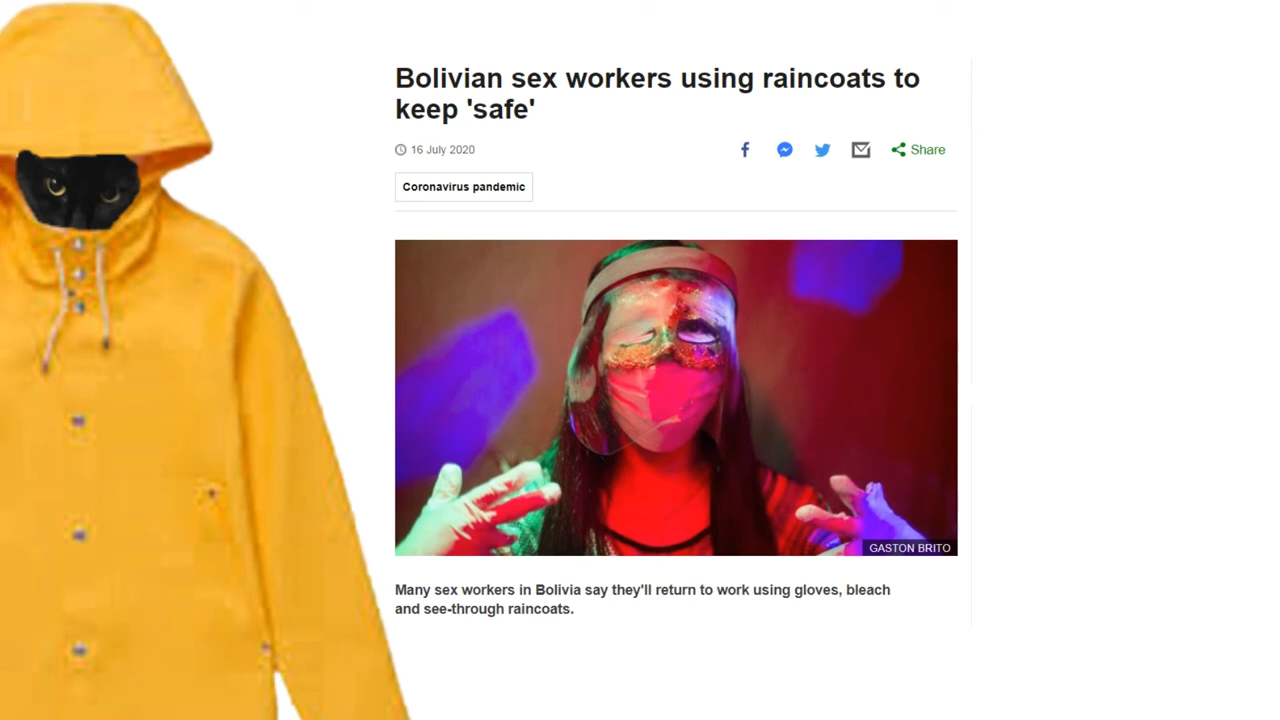 Bolivian sex workers using raincoats to
keep 'safe'
16 July 2020
Share
Coronavirus pandemic
GASTON BRITO
Many sex workers in Bolivia say they'll return to work using gloves, bleach
and see-through raincoats.